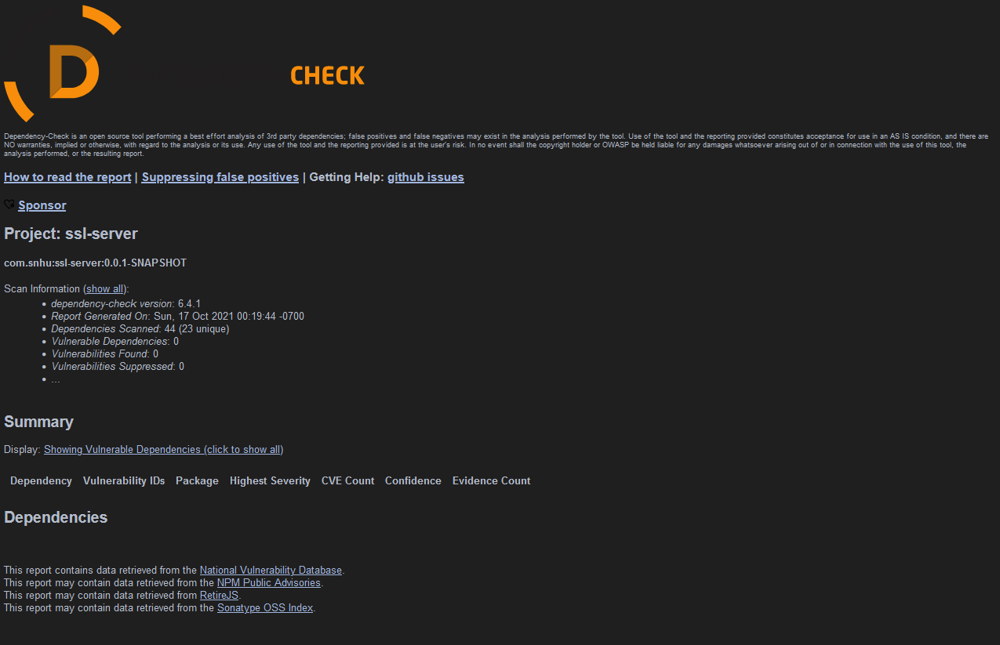 D
CHECK
Dependency-Check is an open source tool performing a best effort analysis of 3rd party dependencies; false positives and false negatives may exist in the analysis performed by the tool. Use of the tool and the reporting provided constitutes acceptance for use in an AS IS condition, and there are
NO warranties, implied or otherwise, with regard to the analysis or its use. Any use of the tool and the reporting provided is at the user's risk. In no event shall the copyright holder or OWASP be held liable for any damages whatsoever arising out of or in connection with the use of this tool, the
analysis performed, or the resulting report.
How to read the report | Suppressing false positives | Getting Help: github issues
Sponsor
Project: ssl-server
com.snhu:ssl-server:0.0.1-SNAPSHOT
Scan Information (show all):
• dependency-check version: 6.4.1
• Report Generated On: Sun, 17 Oct 2021 00:19:44 -0700
• Dependencies Scanned: 44 (23 unique)
• Vulnerable Dependencies: 0
• Vulnerabilities Found: 0
• Vulnerabilities Suppressed: 0
• ...
Summary
Display: Showing Vulnerable Dependencies (click to show all)
Dependency Vulnerability IDs Package Highest Severity CVE Count Confidence Evidence Count
Dependencies
This report contains data retrieved from the National Vulnerability Database.
This report may contain data retrieved from the NPM Public Advisories.
This report may contain data retrieved from RetireJS.
This report may contain data retrieved from the Sonatype OSS Index.